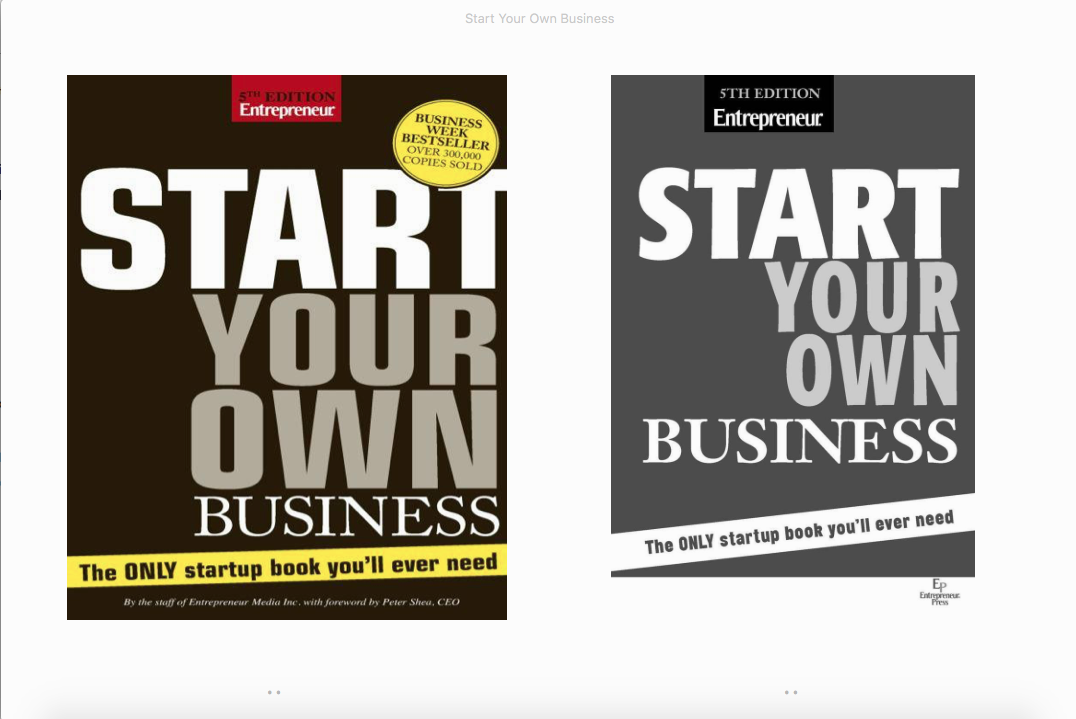 Start Your Own Business
5TH EDITION
Entrepreneur
BUSINESS
WEEK
BESTSELLER
OVER 300,000
COPIES SOLD
START
YOUR
OWN
BUSINESS
The ONLY startup book you'll ever need
By the staff of Entrepreneur Media Inc. with foreword by Peter Shea, CEO
5TH EDITION
Entrepreneur
START
YOUR
OWN
BUSINESS
The ONLY startup book you'll ever need
EP
Entrepreneur
Press